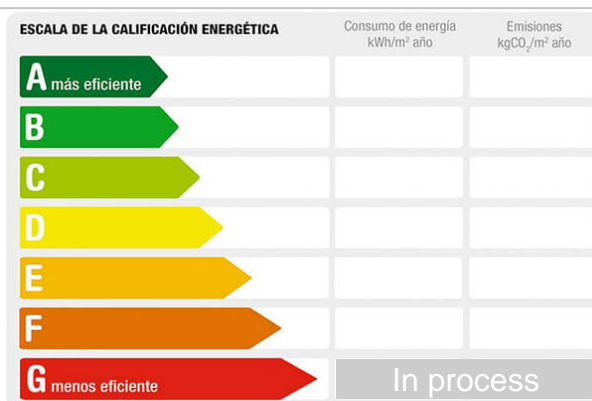 ESCALA DE LA CALIFICACIÓN ENERGÉTICA
Consumo de energía
kWh/m² año
Emisiones
kgCO₂/m² año
A más eficiente
B
C
D
E
F
G menos eficiente
In process